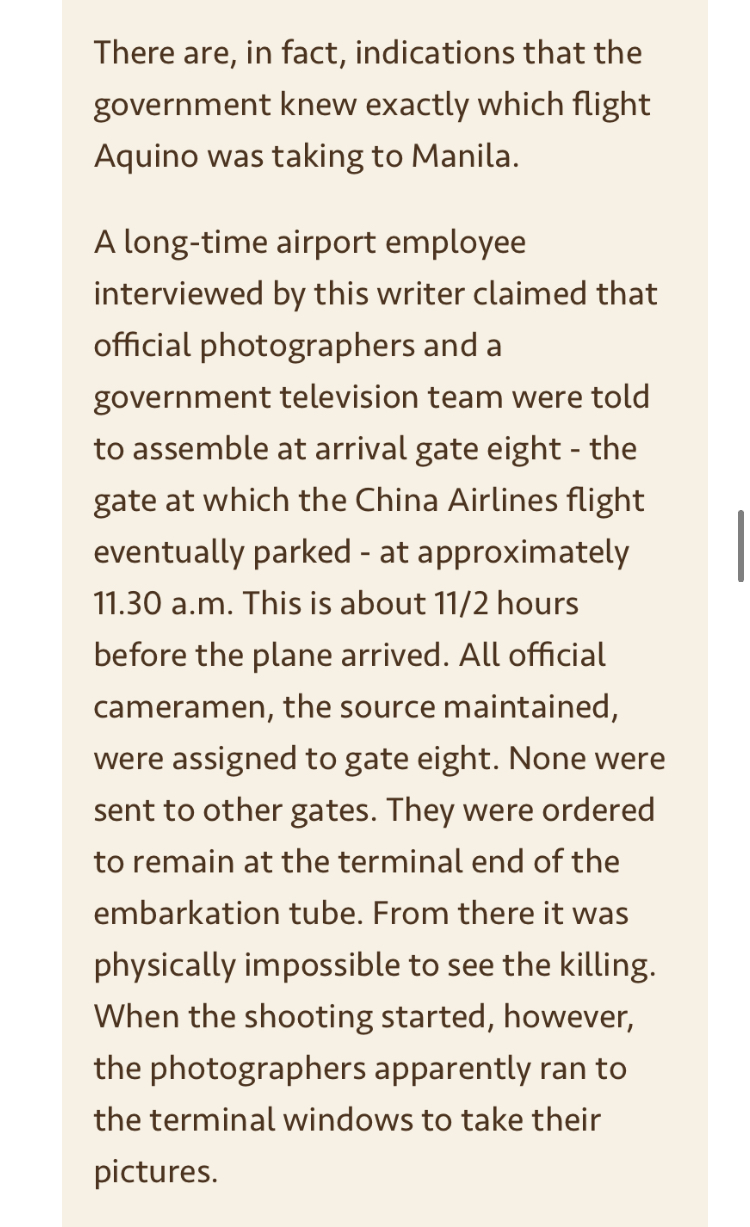 There are, in fact, indications that the
government knew exactly which flight
Aquino was taking to Manila.
A long-time airport employee
interviewed by this writer claimed that
official photographers and a
government television team were told
to assemble at arrival gate eight - the
gate at which the China Airlines flight
eventually parked - at approximately
11.30 a.m. This is about 11/2 hours
before the plane arrived. All official
cameramen, the source maintained,
were assigned to gate eight. None were
sent to other gates. They were ordered
to remain at the terminal end of the
embarkation tube. From there it was
physically impossible to see the killing.
When the shooting started, however,
the photographers apparently ran to
the terminal windows to take their
pictures.